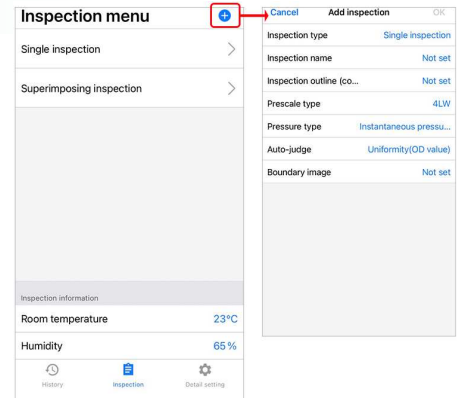 Inspection menu
Single inspection
Superimposing inspection
Inspection information
Room temperature 23°C
Humidity 65%
History Inspection Detail setting
Cancel Add inspection OK
Inspection type Single inspection
Inspection name Not set
Inspection outline (co... Not set
Prescale type 4LW
Pressure type Instantaneous pressu...
Auto-judge Uniformity(OD value)
Boundary image Not set